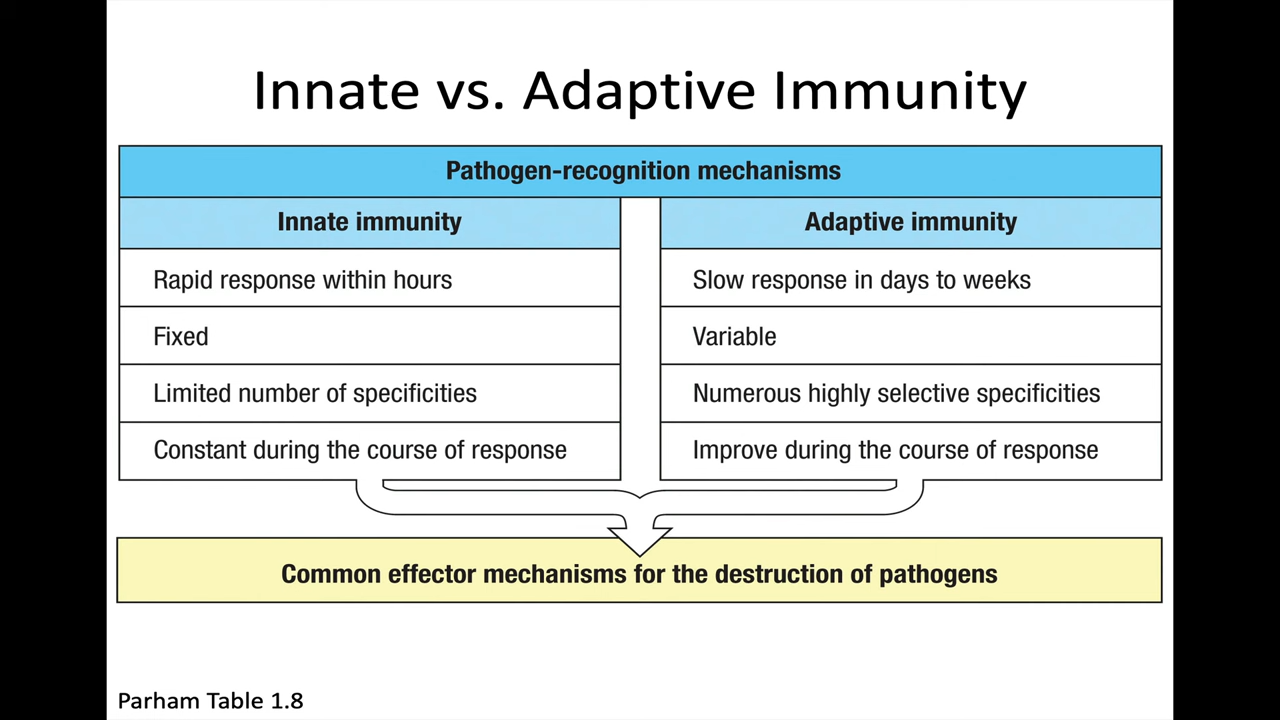 Innate vs. Adaptive Immunity
Pathogen-recognition mechanisms
Innate immunity
Rapid response within hours
Fixed
Limited number of specificities
Constant during the course of response
Adaptive immunity
Slow response in days to weeks
Variable
Numerous highly selective specificities
Improve during the course of response
Common effector mechanisms for the destruction of pathogens
Parham Table 1.8